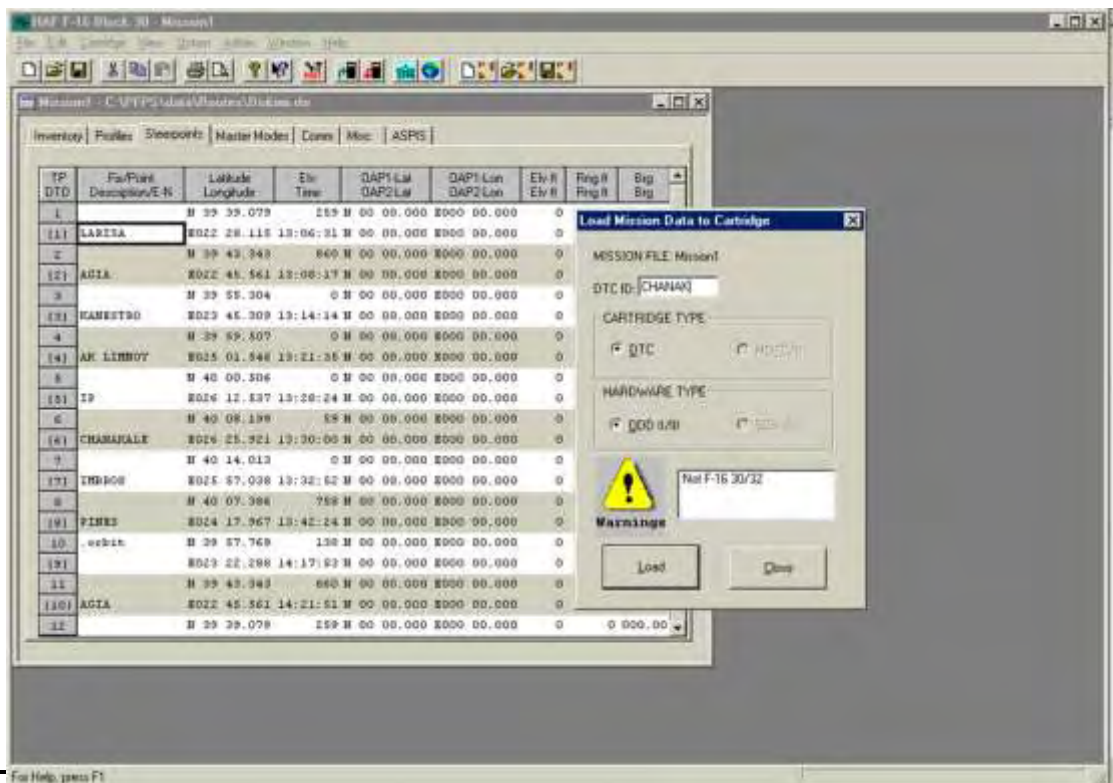 HAF F-16 Block 30 - Mission1
File Edit Cartridge View Option Window Help
Mission1 - C:\PFPS\data\Routes\
Inventory Profiles Steerpoints Master Modes Comm Misc ASPIS
TP Fix/Point Latitude Elv OAP1-Lat OAP1-Lon Elv ft Rng ft Brg
DTD Description/E-N Longitude Time OAP2-Lat OAP2-Lon Elv ft Rng ft Brg
1 N 39 39.079 259 N 00 00.000 E000 00.000 0
[1] LARISA E022 28.115 13:06:31 N 00 00.000 E000 00.000 0
2 N 39 43.343 860 N 00 00.000 E000 00.000 0
[2] AGIA E022 45.561 13:08:17 N 00 00.000 E000 00.000 0
3 N 39 55.304 0 N 00 00.000 E000 00.000 0
[3] KANESTRO E023 45.309 13:14:14 N 00 00.000 E000 00.000 0
4 N 39 59.507 0 N 00 00.000 E000 00.000 0
[4] AK LIMNOY E025 01.546 13:21:35 N 00 00.000 E000 00.000 0
5 N 40 00.506 0 N 00 00.000 E000 00.000 0
[5] IP E026 12.537 13:28:24 N 00 00.000 E000 00.000 0
6 N 40 08.199 59 N 00 00.000 E000 00.000 0
[6] CHANAKALE E026 25.921 13:30:00 N 00 00.000 E000 00.000 0
7 N 40 14.013 0 N 00 00.000 E000 00.000 0
[7] IMBROS E025 57.038 13:32:52 N 00 00.000 E000 00.000 0
8 N 40 07.386 758 N 00 00.000 E000 00.000 0
PINES E024 17.967 13:42:24 N 00 00.000 E000 00.000 0
10 .orbit N 39 57.769 138 N 00 00.000 E000 00.000 0
[9] E023 22.288 14:17:53 N 00 00.000 E000 00.000 0
11 N 39 43.343 860 N 00 00.000 E000 00.000 0
[10] AGIA E022 45.561 14:21:51 N 00 00.000 E000 00.000 0
12 N 39 39.079 259 N 00 00.000 E000 00.000 0 0 000.00
Load Mission Data to Cartridge
MISSION FILE: Mission1
DTC ID: CHANAK
CARTRIDGE TYPE
DTC
HARDWARE TYPE
Not F-16 30/32
Warnings
Load Close
For Help, press F1